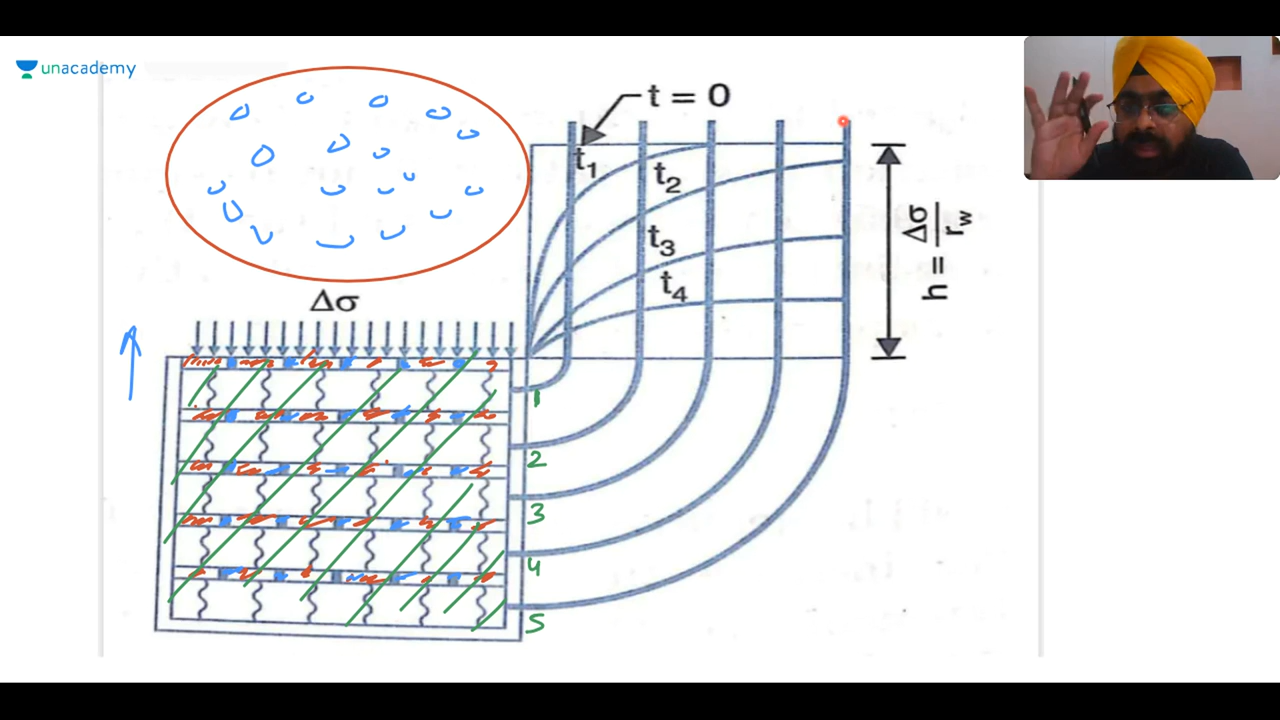 unacademy
t = 0
t₁
t₂
t₃
t₄
h = Δσ/rw
Δσ
1
2
3
4
5